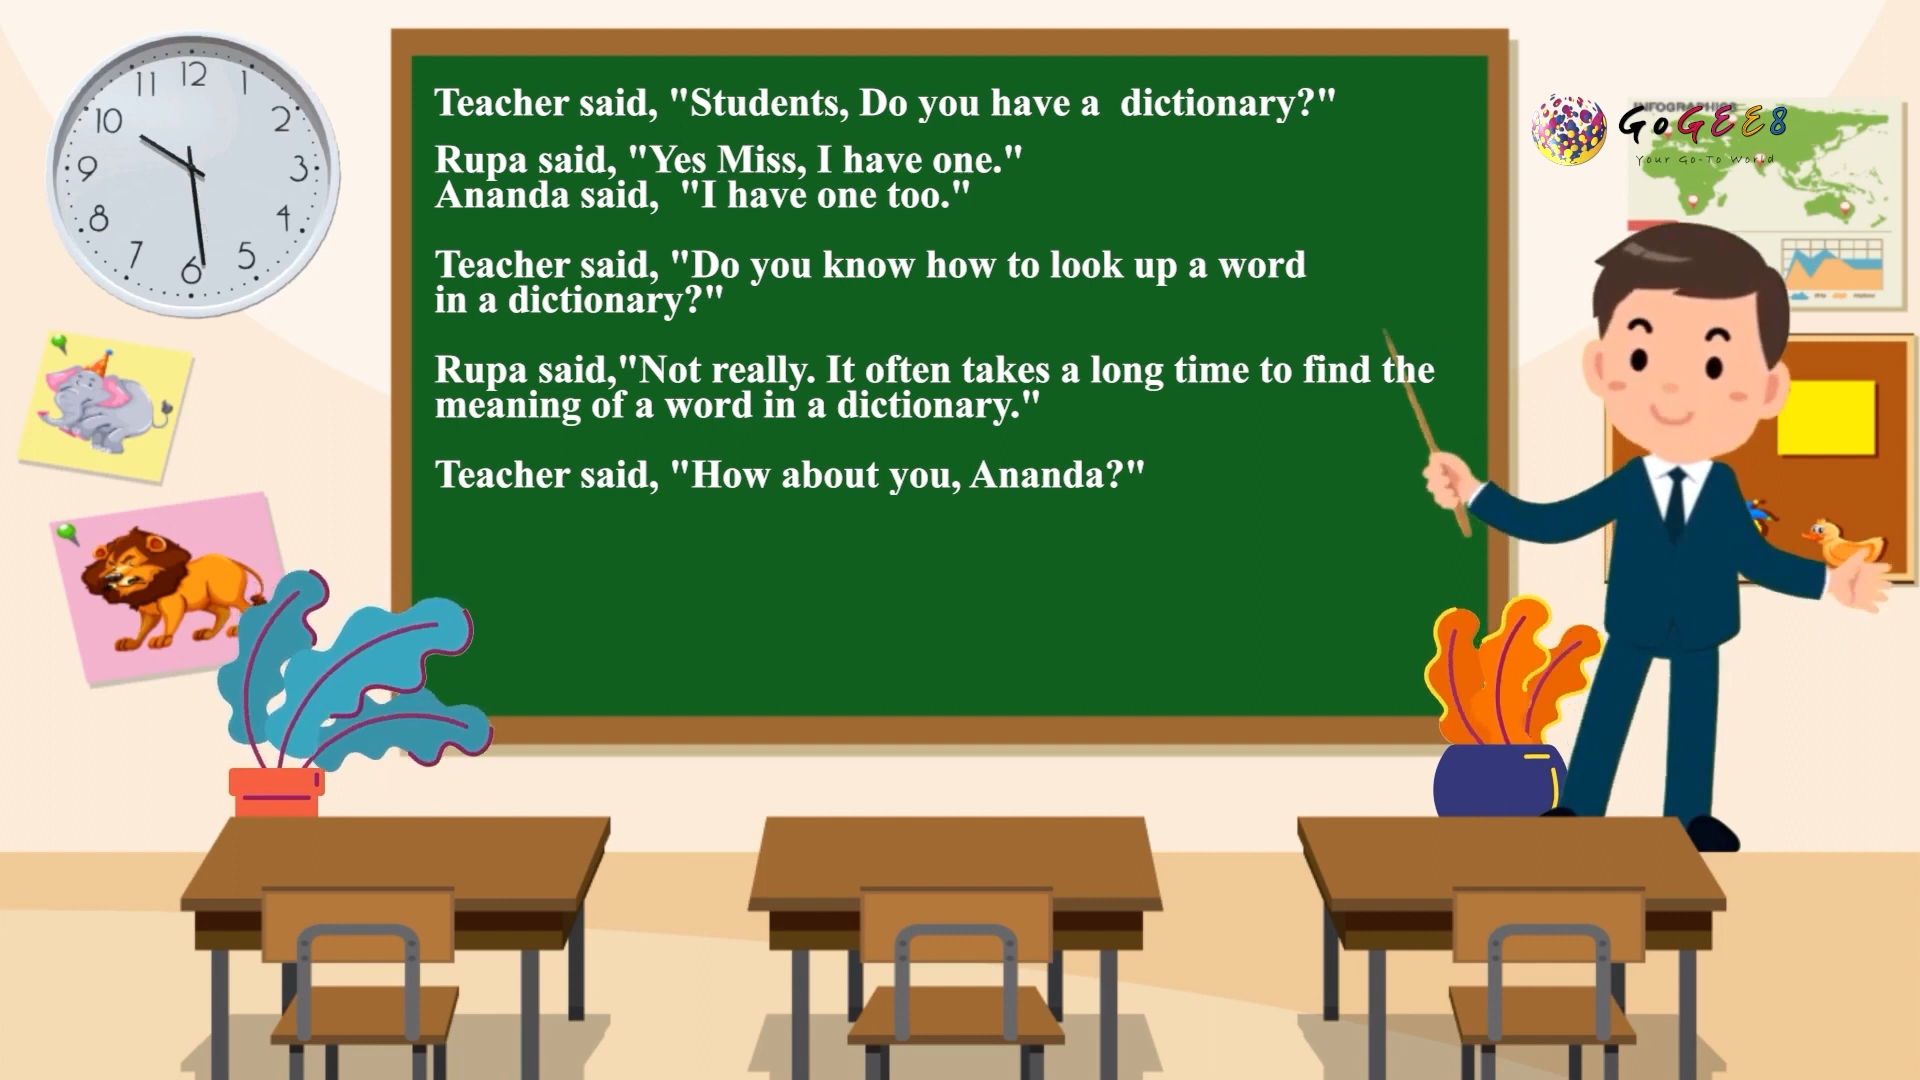 Teacher said, "Students, Do you have a  dictionary?"
Rupa said, "Yes Miss, I have one."
Ananda said,  "I have one too."
Teacher said, "Do you know how to look up a word
in a dictionary?"
Rupa said,"Not really. It often takes a long time to find the
meaning of a word in a dictionary."
Teacher said, "How about you, Ananda?"
12
1
2
3
4
5
6
7
8
9
10
11
INFOGRAPHICS
GoGEE8
Your Go-To World